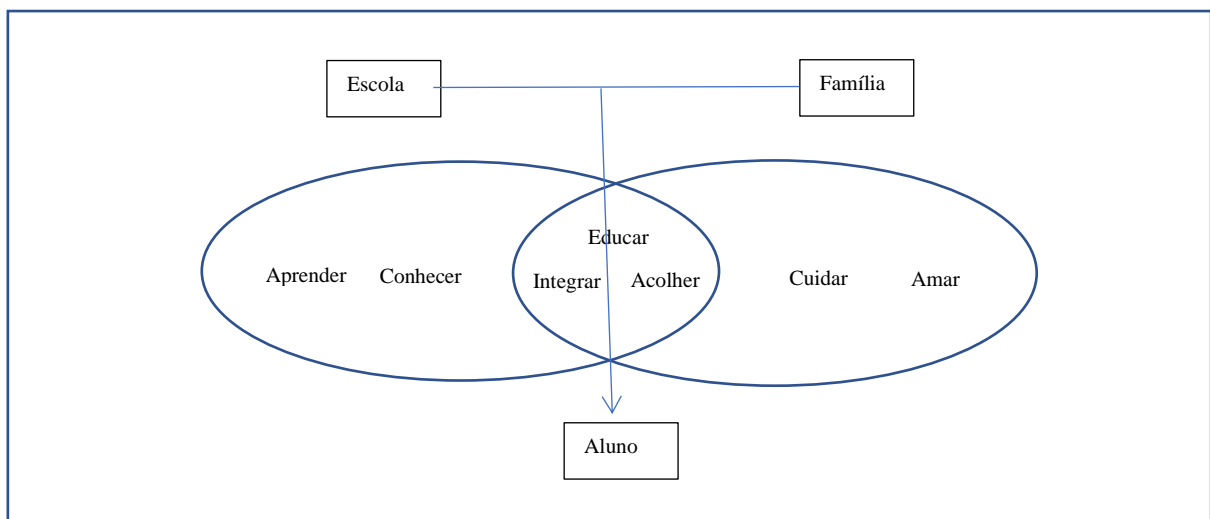 Escola Família
Educar
Aprender Conhecer Integrar Acolher Cuidar Amar
Aluno